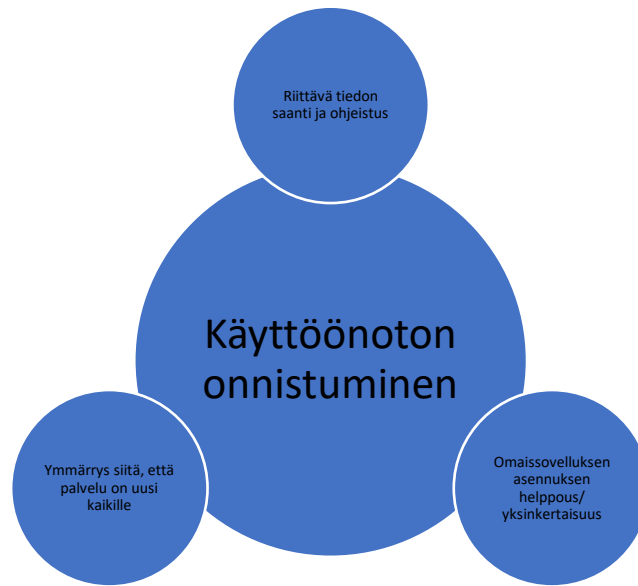 Riittävä tiedon
saanti ja ohjeistus
Käyttöönoton
onnistuminen
Ymmärrys siitä, että
palvelu on uusi
kaikille
Omaissovelluksen
asennuksen
helppous/
yksinkertaisuus